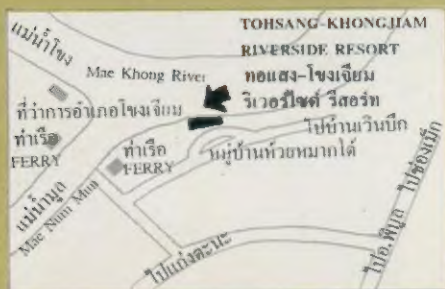 TOHSANG-KHONGJIAM
RIVERSIDE RESORT
แม่น้ำโขง
Mae Khong River
ทอแสง-โขงเจียม
ริเวอร์ไซด์ รีสอร์ท
ที่ว่าการอำเภอโขงเจียม
ไปบ้านเวินบึก
ท่าเรือ
FERRY
ท่าเรือ
FERRY
หมู่บ้านห้วยหมากใต้
แม่น้ำมูล
Mae Num Mun
ไปแก่งตะนะ
ไปอ.พิบูล ไปช่องเม็ก